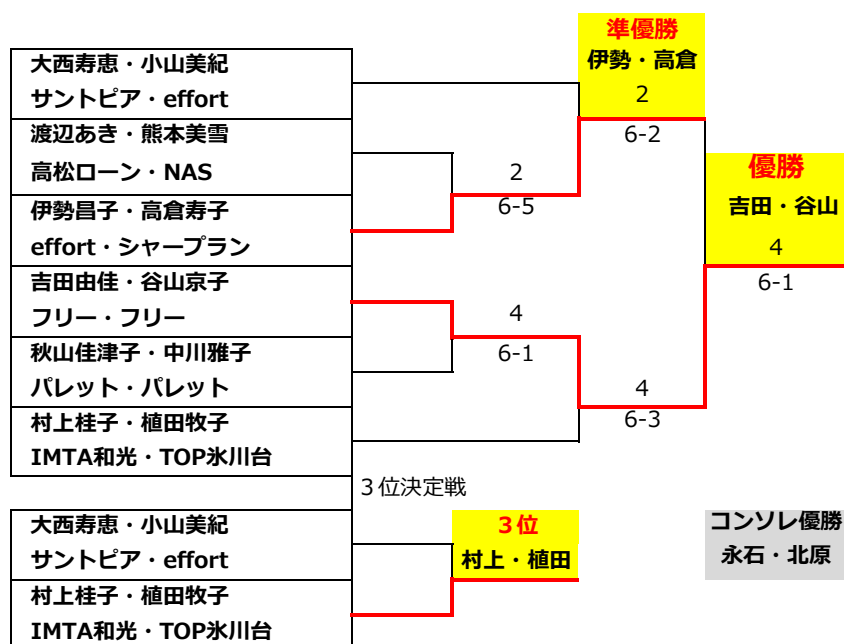 準優勝
大西寿恵・小山美紀
伊勢・高倉
サントピア・effort
2
渡辺あき・熊本美雪
6-2
高松ローン・NAS
2
優勝
伊勢昌子・高倉寿子
6-5
吉田・谷山
effort・シャープラン
4
吉田由佳・谷山京子
6-1
フリー・フリー
4
秋山佳津子・中川雅子
6-1
パレット・パレット
4
村上桂子・植田牧子
6-3
IMTA和光・TOP氷川台
３位決定戦
大西寿恵・小山美紀
３位
コンソレ優勝
サントピア・effort
村上・植田
永石・北原
村上桂子・植田牧子
IMTA和光・TOP氷川台